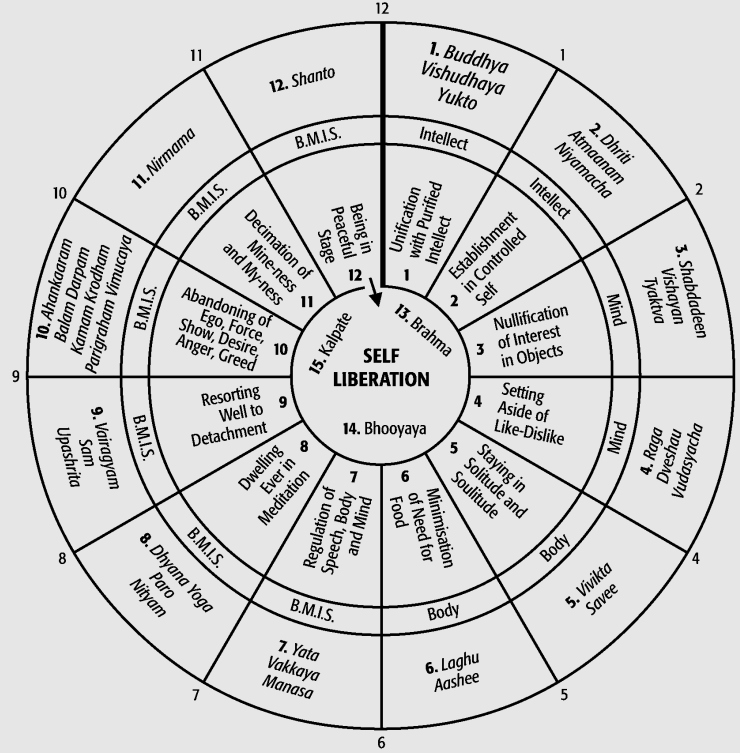 12
1
2
4
5
6
7
8
9
10
11
1. Buddhya
Vishudhaya
Yukto
2. Dhriti
Atmaanam
Niyamacha
3. Shabdadeen
Vishayan
Tyaktva
4. Raga
Dveshau
Vudasyacha
5. Vivikta
Savee
6. Laghu
Aashee
7. Yata
Vakkaya
Manasa
8. Dhyana Yoga
Paro
Nityam
9. Vairagyam
Sam
Upashrita
10. Ahankaaram
Balam Darpam
Kamam Krodham
Parigraham Vimucaya
11. Nirmama
12. Shanto
Intellect
Intellect
Mind
Mind
Body
Body
B.M.I.S.
B.M.I.S.
B.M.I.S.
B.M.I.S.
B.M.I.S.
B.M.I.S.
Unification
with Purified
Intellect
1
Establishment
in Controlled
Self
2
3
Nullification
of Interest
in Objects
4
Setting
Aside of
Like-Dislike
5
Staying in
Solitude and
Soulitude
6
Minimisation
of Need for
Food
7
Regulation of
Speech, Body
and Mind
8
Dwelling
Ever in
Meditation
9
Resorting
Well to
Detachment
10
Abandoning of
Ego, Force,
Show, Desire,
Anger, Greed
11
Decimation of
Mine-ness
and My-ness
12
Being in
Peaceful
Stage
13. Brahma
SELF
LIBERATION
14. Bhooyaya
15. Kalpate